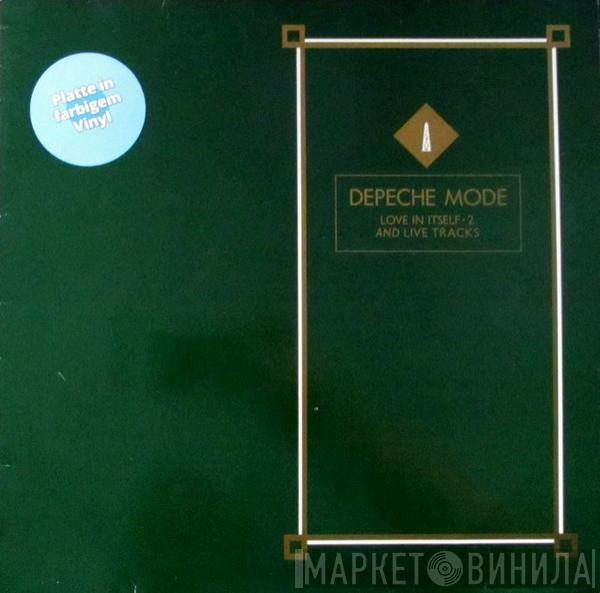 Platte in
farbigem
Vinyl
DEPECHE MODE
LOVE IN ITSELF·2
AND LIVE TRACKS
МАРКЕТ ВИНИЛА